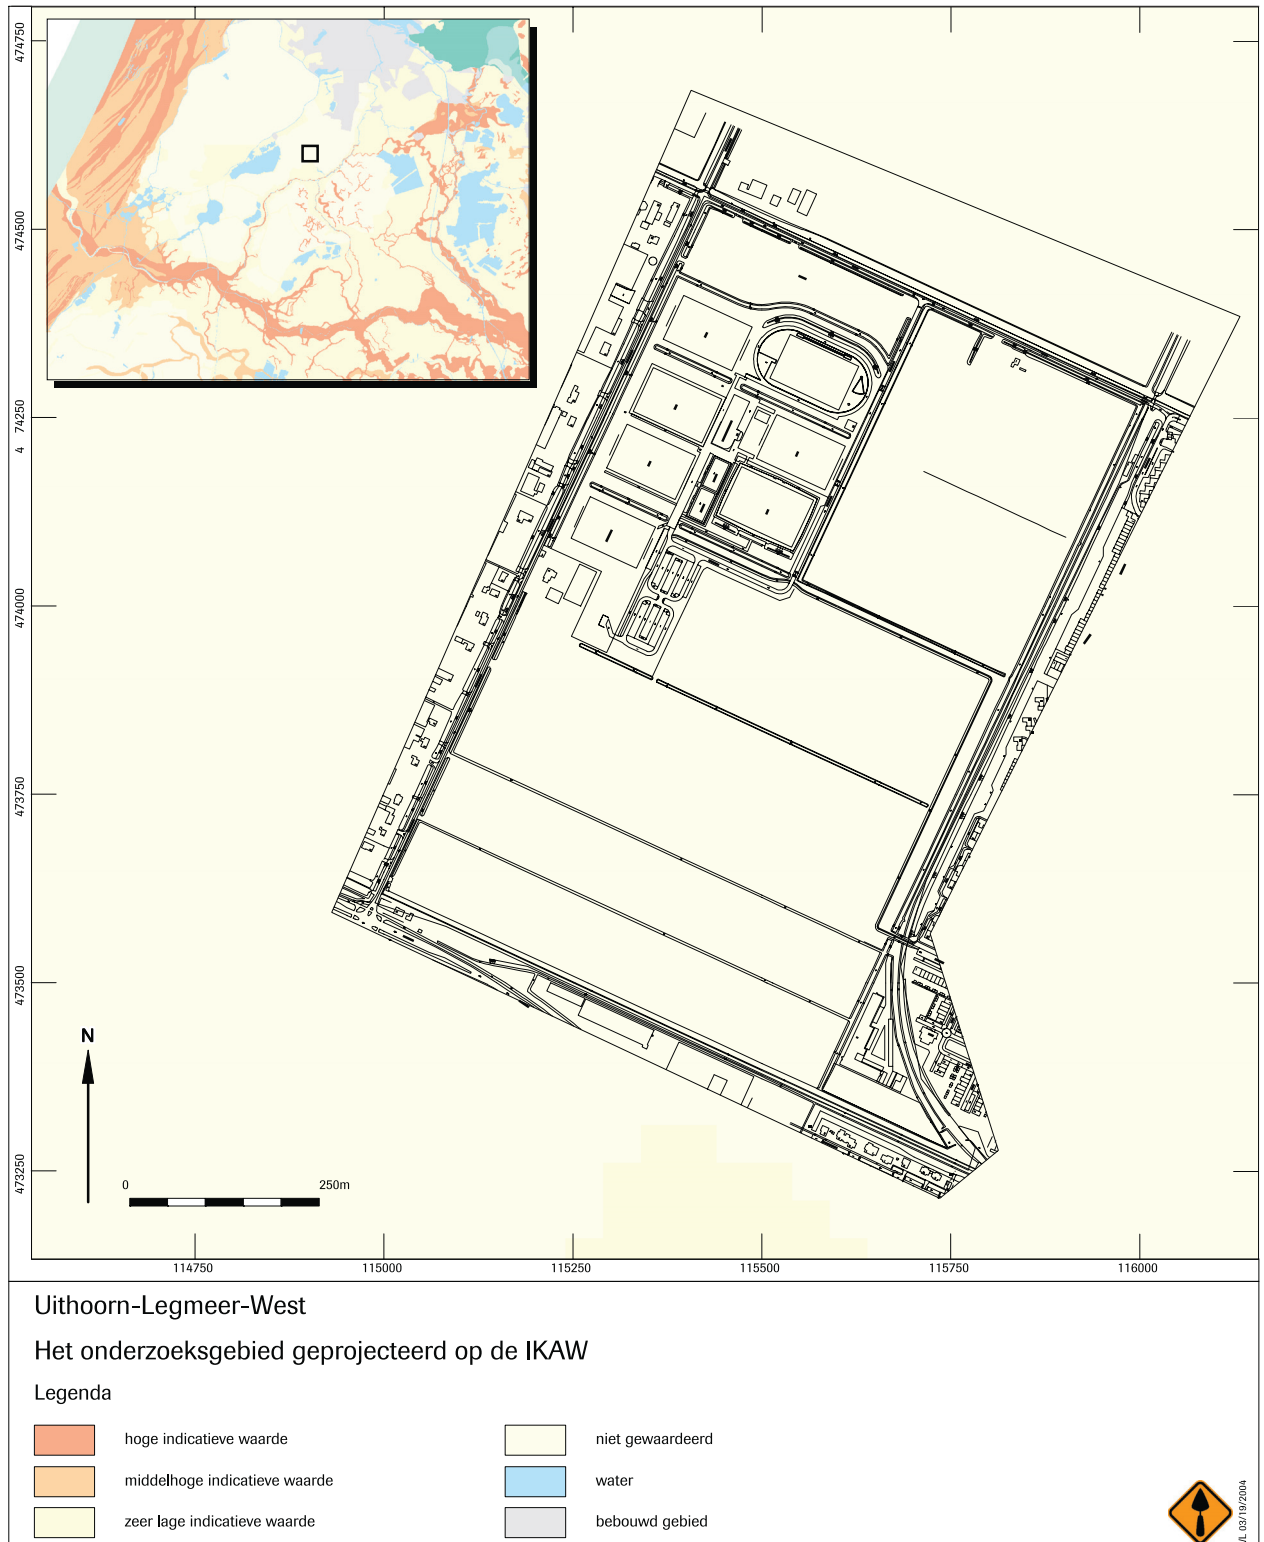 474750
474500
4 74250
474000
473750
473500
473250
N
0 250m
114750 115000 115250 115500 115750 116000
Uithoorn-Legmeer-West
Het onderzoeksgebied geprojecteerd op de IKAW
Legenda
hoge indicatieve waarde
niet gewaardeerd
middelhoge indicatieve waarde
water
zeer lage indicatieve waarde
bebouwd gebied
03/19/2004